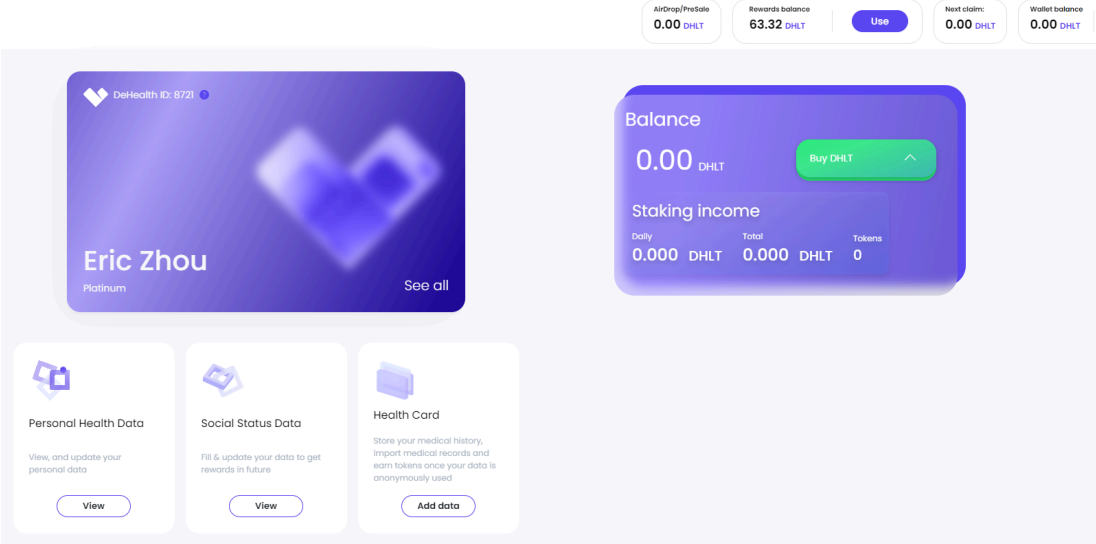 AirDrop/PreSale
0.00 DHLT
Rewards balance
63.32 DHLT
Use
Next claim:
0.00 DHLT
Wallet balance
0.00 DHLT
DeHealth ID: 8721 ?
Eric Zhou
Platinum
See all
Balance
0.00 DHLT
Buy DHLT
Staking income
Daily
0.000 DHLT
Total
0.000 DHLT
Tokens
0
Personal Health Data
View, and update your
personal data
View
Social Status Data
Fill & update your data to get
rewards in future
View
Health Card
Store your medical history,
import medical records and
earn tokens once your data is
anonymously used
Add data